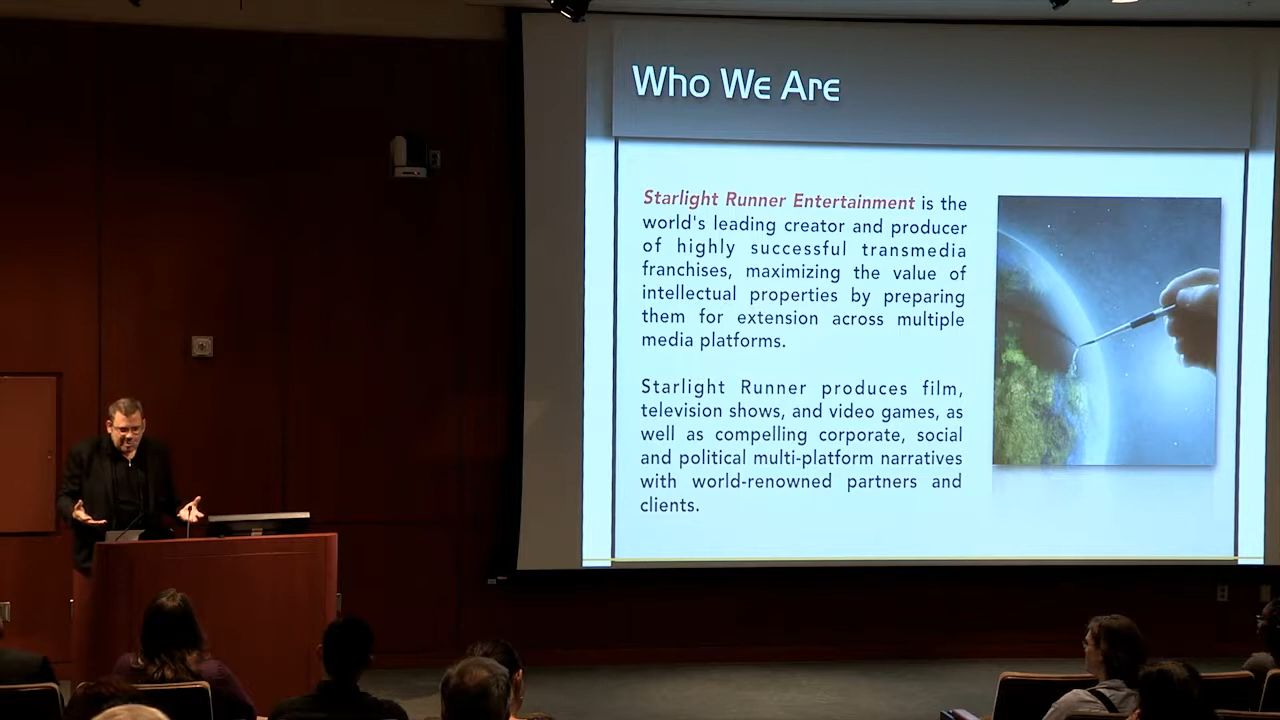 Who We Are
Starlight Runner Entertainment is the
world's leading creator and producer
of highly successful transmedia
franchises, maximizing the value of
intellectual properties by preparing
them for extension across multiple
media platforms.
Starlight Runner produces film,
television shows, and video games, as
well as compelling corporate, social
and political multi-platform narratives
with world-renowned partners and
clients.